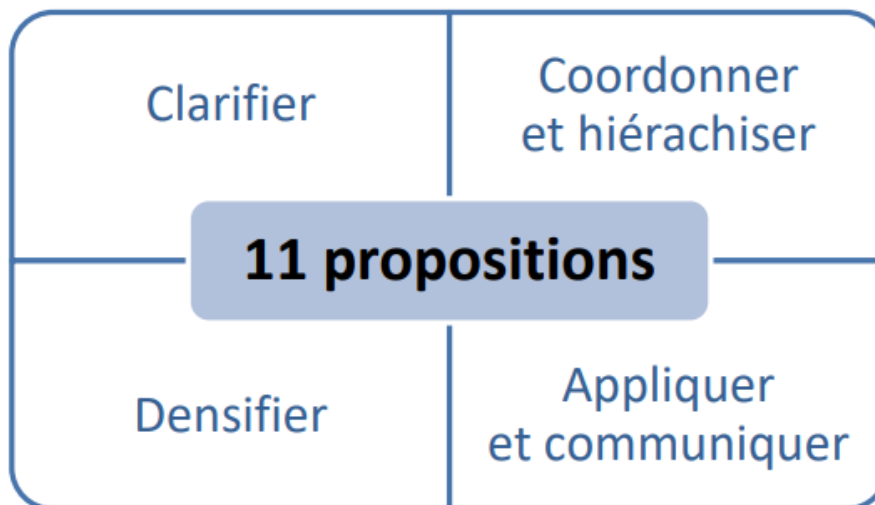 Clarifier
Coordonner
et hiérachiser
11 propositions
Densifier
Appliquer
et communiquer